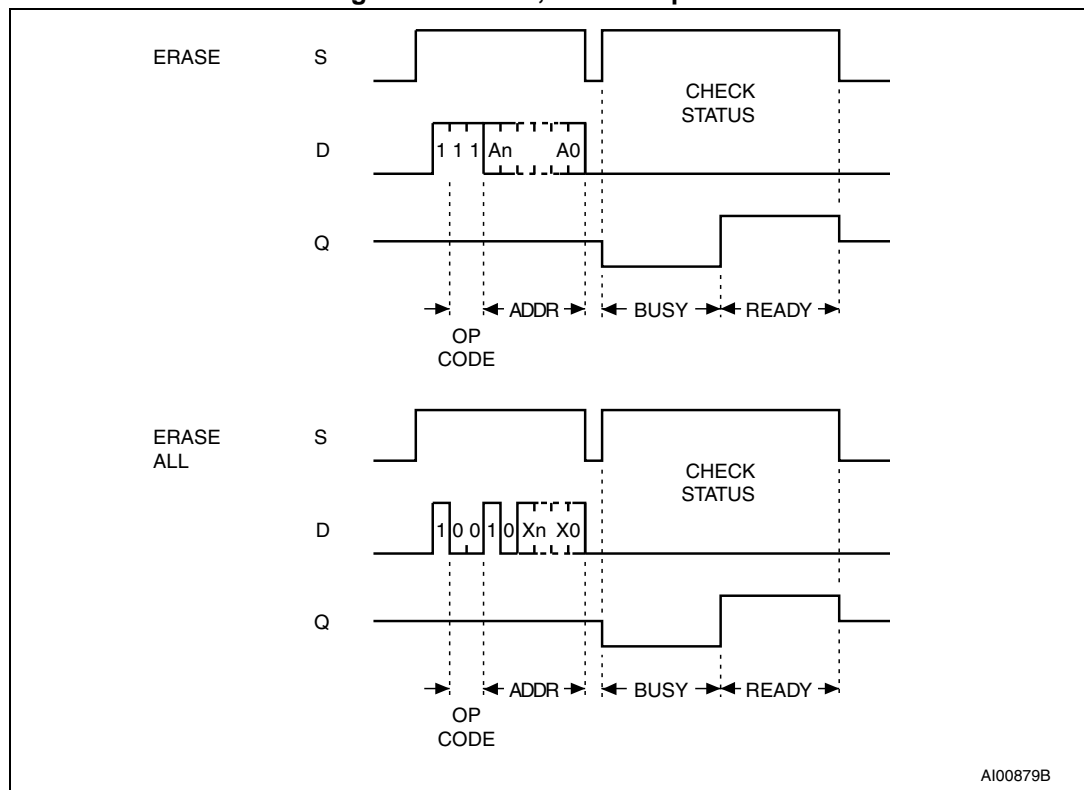 ERASE S
CHECK
STATUS
D 1 1 1 An A0
Q
ADDR BUSY READY
OP
CODE
ERASE
ALL
S
CHECK
STATUS
D 1 0 0 1 0 Xn X0
Q
ADDR BUSY READY
OP
CODE
AI00879B